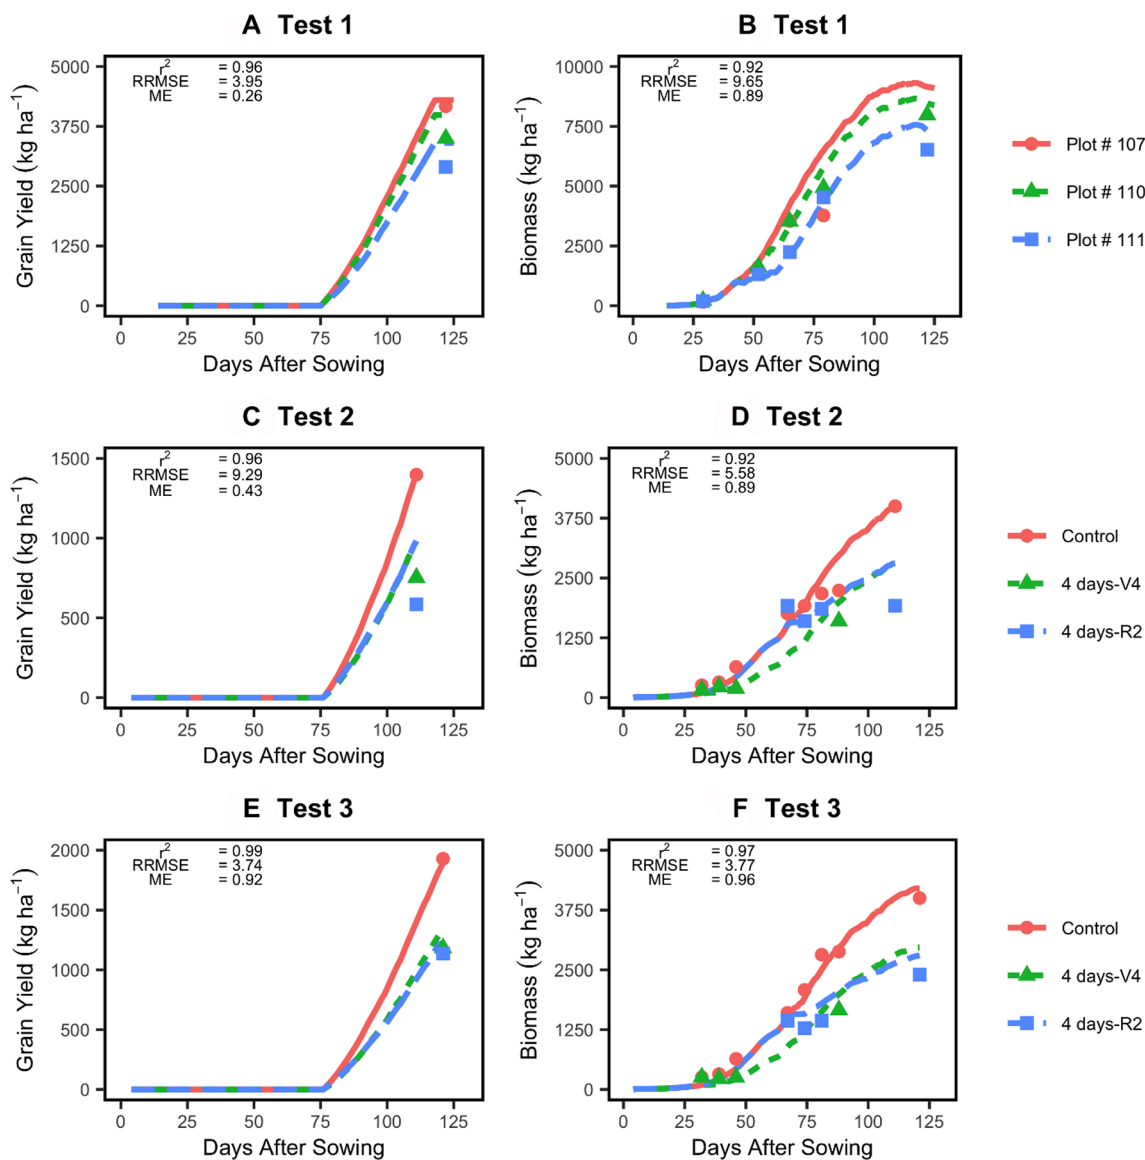 A Test 1
r2 = 0.96
RRMSE = 3.95
ME = 0.26
Grain Yield (kg ha−1)
5000
3750
2500
1250
0
0 25 50 75 100 125
Days After Sowing
B Test 1
r2 = 0.92
RRMSE = 9.65
ME = 0.89
Biomass (kg ha−1)
10000
7500
5000
2500
0
0 25 50 75 100 125
Days After Sowing
Plot # 107
Plot # 110
Plot # 111
C Test 2
r2 = 0.96
RRMSE = 9.29
ME = 0.43
Grain Yield (kg ha−1)
1500
1000
500
0
0 25 50 75 100 125
Days After Sowing
D Test 2
r2 = 0.92
RRMSE = 5.58
ME = 0.89
Biomass (kg ha−1)
5000
3750
2500
1250
0
0 25 50 75 100 125
Days After Sowing
Control
4 days-V4
4 days-R2
E Test 3
r2 = 0.99
RRMSE = 3.74
ME = 0.92
Grain Yield (kg ha−1)
2000
1500
1000
500
0
0 25 50 75 100 125
Days After Sowing
F Test 3
r2 = 0.97
RRMSE = 3.77
ME = 0.96
Biomass (kg ha−1)
5000
3750
2500
1250
0
0 25 50 75 100 125
Days After Sowing
Control
4 days-V4
4 days-R2